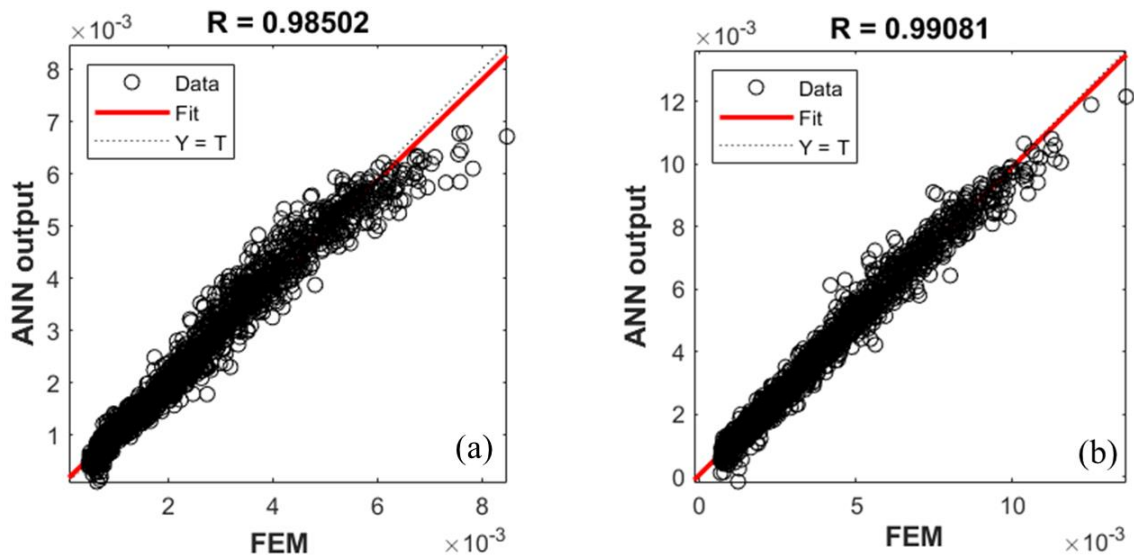 ×10⁻³
R = 0.98502
8
7
6
5
4
3
2
1
ANN output
Data
Fit
Y = T
(a)
2 4 6 8
FEM
×10⁻³
×10⁻³
R = 0.99081
12
10
8
6
4
2
0
ANN output
Data
Fit
Y = T
(b)
0 5 10
FEM
×10⁻³